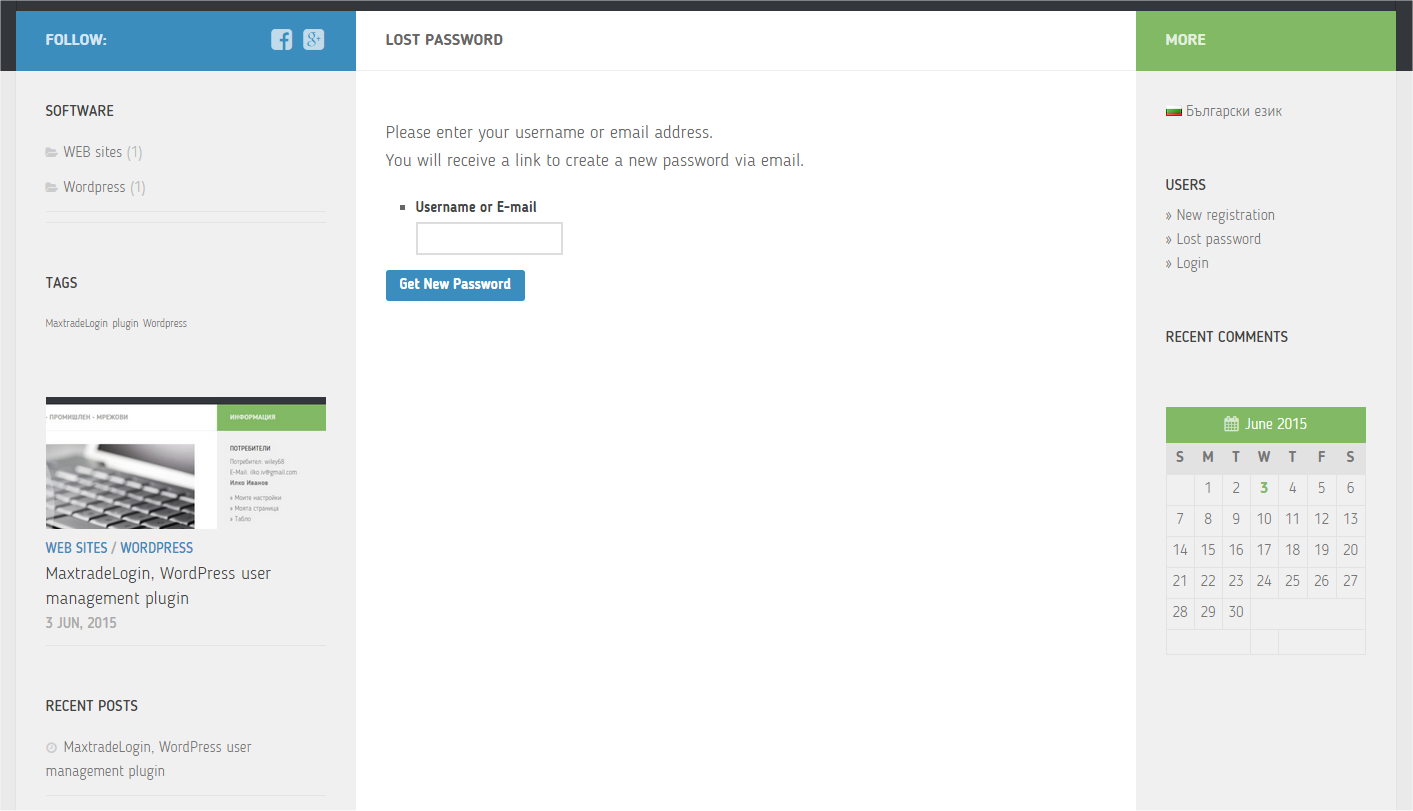 FOLLOW:
SOFTWARE
WEB sites (1)
Wordpress (1)
TAGS
MaxtradeLogin plugin Wordpress
- ПРОМИШЛЕН - МРЕЖОВИ
ИНФОРМАЦИЯ
ПОТРЕБИТЕЛИ
Потребител: wiley68
E-Mail: ilko.iv@gmail.com
Илко Иванов
» Моите настройки
» Моята страница
» Табло
WEB SITES / WORDPRESS
MaxtradeLogin, WordPress user
management plugin
3 JUN, 2015
RECENT POSTS
MaxtradeLogin, WordPress user
management plugin
LOST PASSWORD
Please enter your username or email address.
You will receive a link to create a new password via email.
Username or E-mail
Get New Password
MORE
Български език
USERS
» New registration
» Lost password
» Login
RECENT COMMENTS
June 2015
S M T W T F S
1 2 3 4 5 6
7 8 9 10 11 12 13
14 15 16 17 18 19 20
21 22 23 24 25 26 27
28 29 30